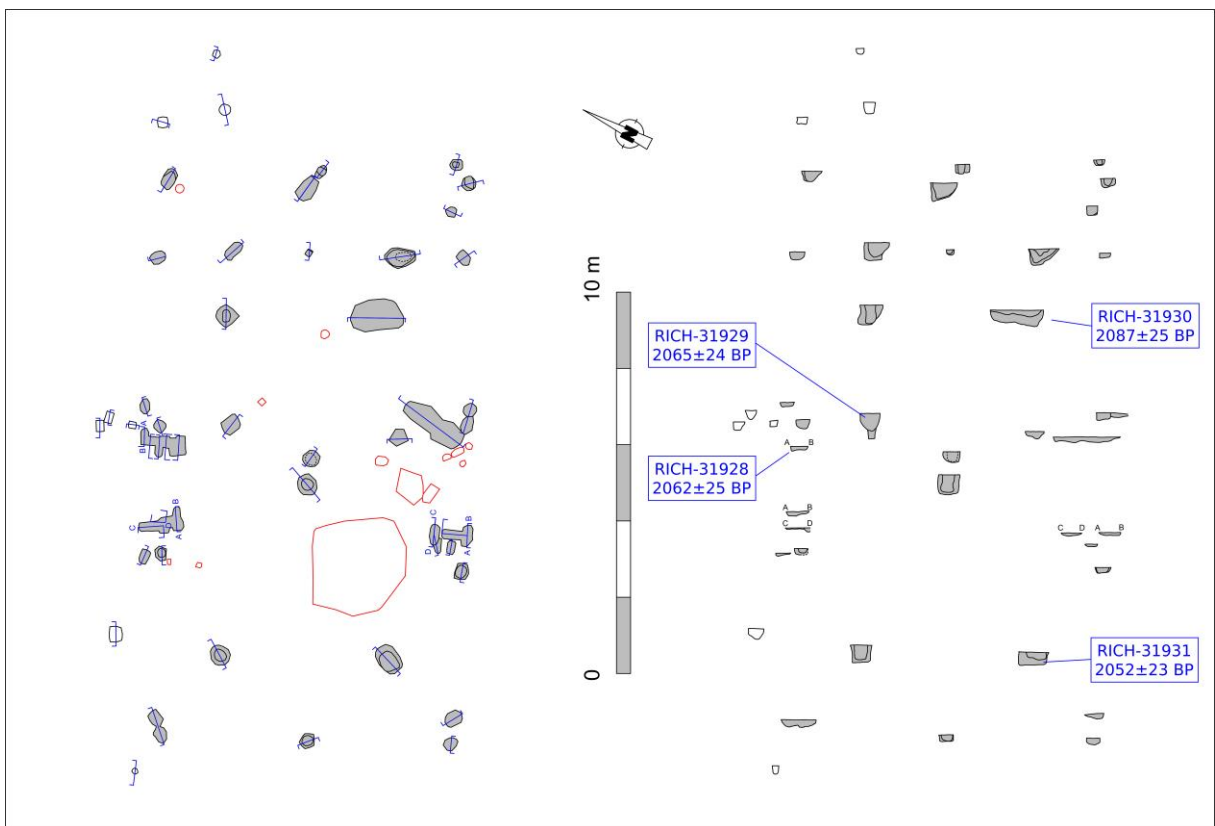 N
10 m
0
A
B
C
B
A
C
D
B
A
RICH-31929
2065±24 BP
RICH-31930
2087±25 BP
A B
RICH-31928
2062±25 BP
A B
C D
C D A B
RICH-31931
2052±23 BP